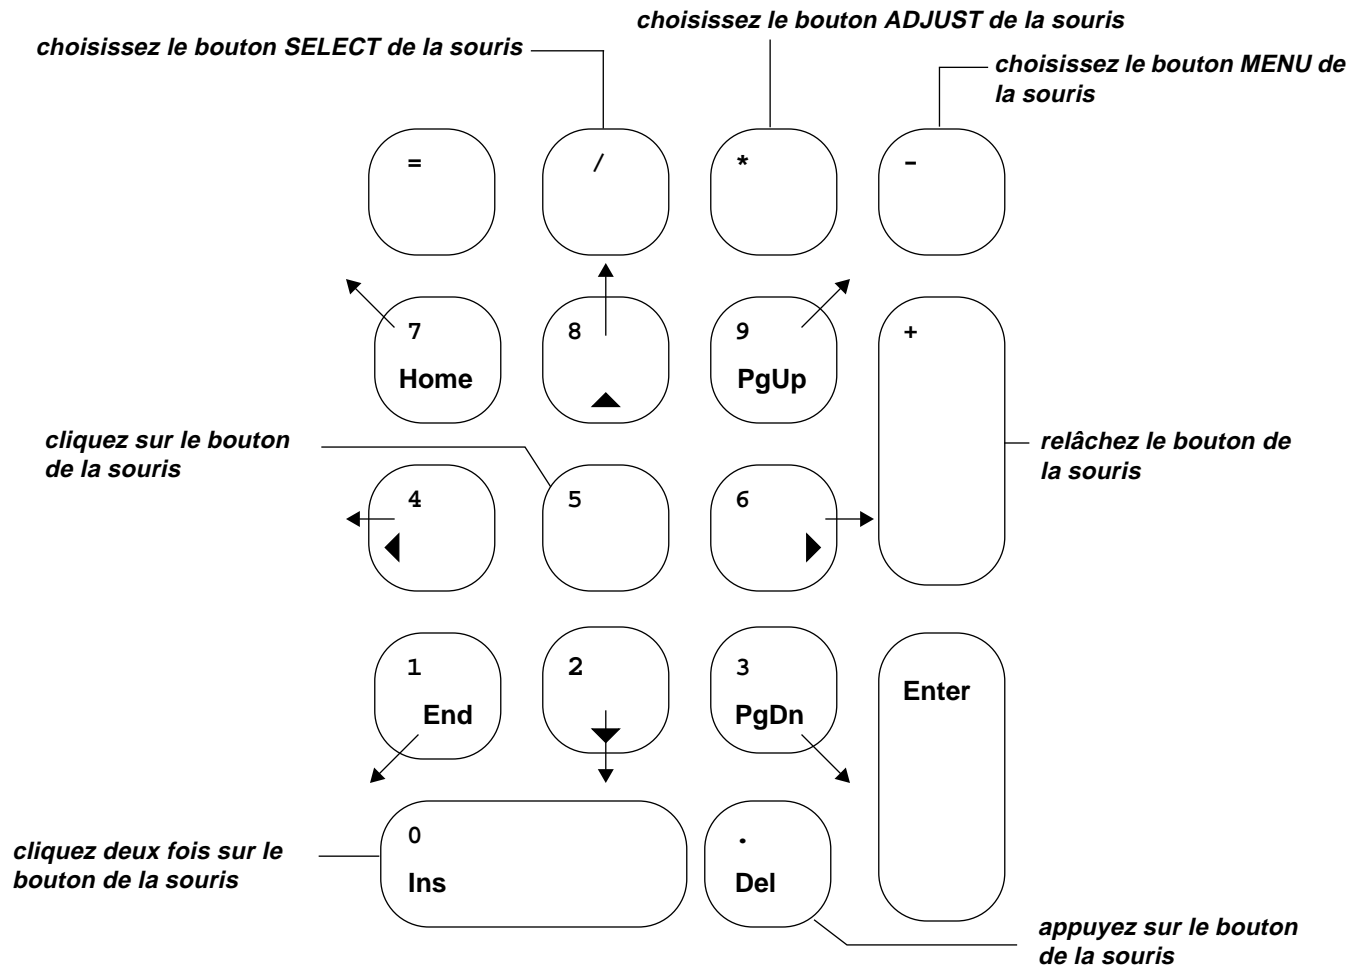 choisissez le bouton ADJUST de la souris
choisissez le bouton SELECT de la souris
choisissez le bouton MENU de
la souris
=
/
*
-
7
Home
8
9
PgUp
+
cliquez sur le bouton
de la souris
relâchez le bouton de
la souris
4
5
6
1
End
2
3
PgDn
Enter
0
Ins
.
Del
cliquez deux fois sur le
bouton de la souris
appuyez sur le bouton
de la souris